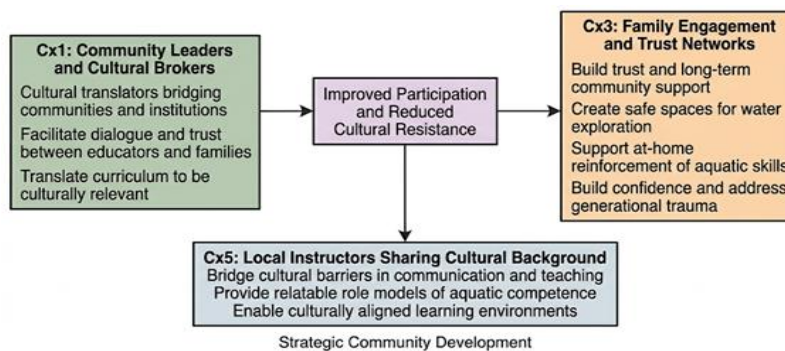 Cx1: Community Leaders
and Cultural Brokers
Cultural translators bridging
communities and institutions
Facilitate dialogue and trust
between educators and families
Translate curriculum to be
culturally relevant
Improved Participation
and Reduced
Cultural Resistance
Cx3: Family Engagement
and Trust Networks
Build trust and long-term
community support
Create safe spaces for water
exploration
Support at-home
reinforcement of aquatic skills
Build confidence and address
generational trauma
Cx5: Local Instructors Sharing Cultural Background
Bridge cultural barriers in communication and teaching
Provide relatable role models of aquatic competence
Enable culturally aligned learning environments
Strategic Community Development